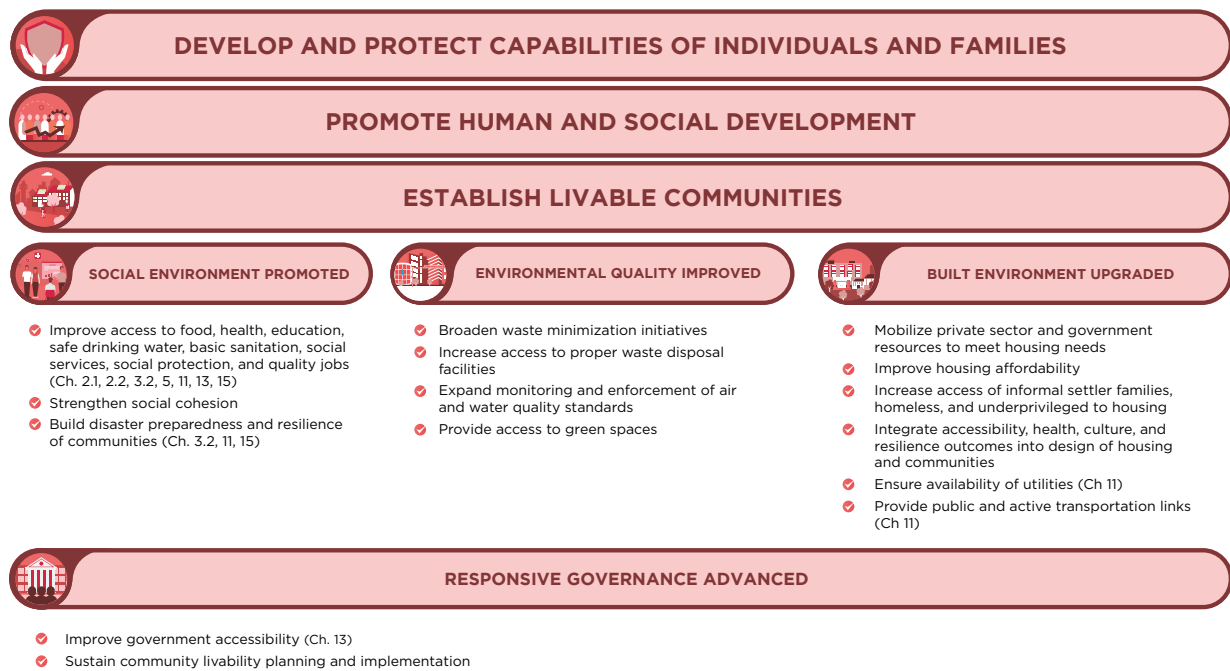 DEVELOP AND PROTECT CAPABILITIES OF INDIVIDUALS AND FAMILIES
PROMOTE HUMAN AND SOCIAL DEVELOPMENT
ESTABLISH LIVABLE COMMUNITIES
SOCIAL ENVIRONMENT PROMOTED
Improve access to food, health, education,
safe drinking water, basic sanitation, social
services, social protection, and quality jobs
(Ch. 2.1, 2.2, 3.2, 5, 11, 13, 15)
Strengthen social cohesion
Build disaster preparedness and resilience
of communities (Ch. 3.2, 11, 15)
ENVIRONMENTAL QUALITY IMPROVED
Broaden waste minimization initiatives
Increase access to proper waste disposal
facilities
Expand monitoring and enforcement of air
and water quality standards
Provide access to green spaces
BUILT ENVIRONMENT UPGRADED
Mobilize private sector and government
resources to meet housing needs
Improve housing affordability
Increase access of informal settler families,
homeless, and underprivileged to housing
Integrate accessibility, health, culture, and
resilience outcomes into design of housing
and communities
Ensure availability of utilities (Ch 11)
Provide public and active transportation links
(Ch 11)
RESPONSIVE GOVERNANCE ADVANCED
Improve government accessibility (Ch. 13)
Sustain community livability planning and implementation